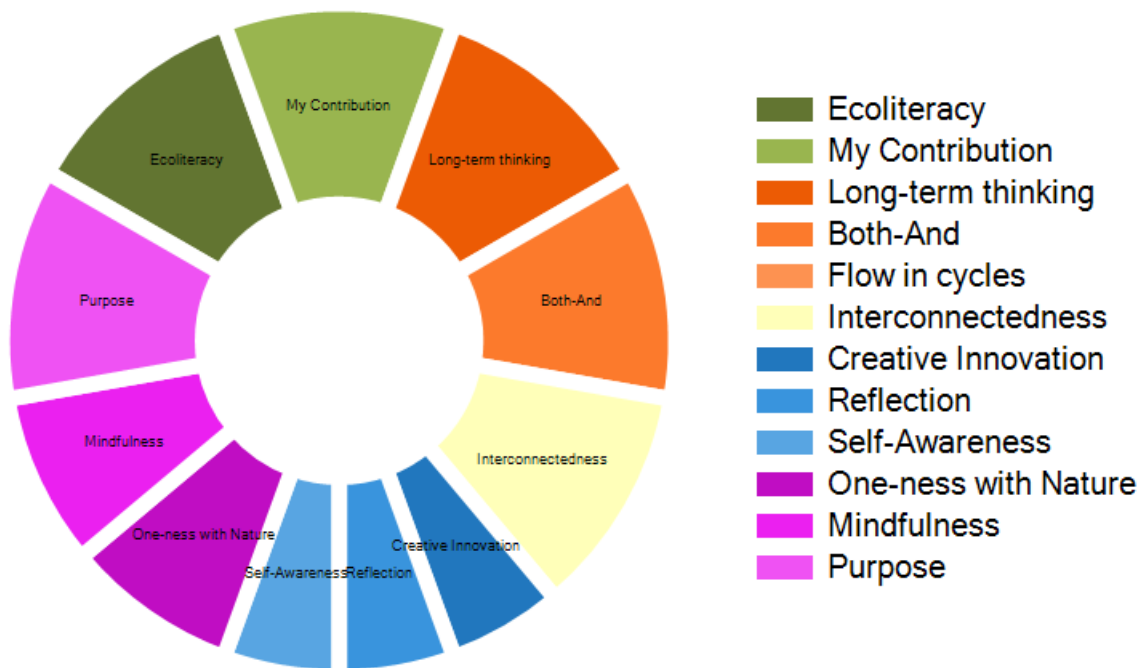 My Contribution
Ecoliteracy
Long-term thinking
Purpose
Both-And
Mindfulness
Interconnectedness
One-ness with Nature
Creative Innovation
Self-Awareness
Reflection
Ecoliteracy
My Contribution
Long-term thinking
Both-And
Flow in cycles
Interconnectedness
Creative Innovation
Reflection
Self-Awareness
One-ness with Nature
Mindfulness
Purpose